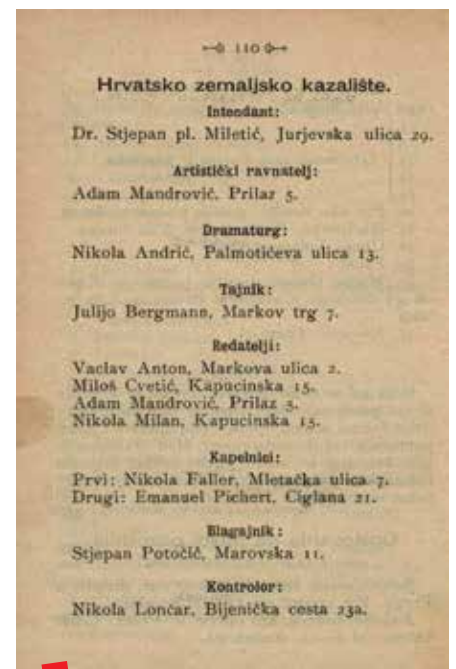 110
Hrvatsko zemaljsko kazalište.
Intendant:
Dr. Stjepan pl. Miletić, Jurjevska ulica 29.
Artistički ravnatelj:
Adam Mandrović, Prilaz 5.
Dramaturg:
Nikola Andrić, Palmotićeva ulica 13.
Tajnik:
Julijo Bergmann, Markov trg 7.
Redatelji:
Vaclav Anton, Markova ulica 2.
Miloš Cvetić, Kapucinska 15.
Adam Mandrović, Prilaz 5.
Nikola Milan, Kapucinska 15.
Kapelnici:
Prvi: Nikola Faller, Mletačka ulica 7.
Drugi: Emanuel Pichert, Ciglana 21.
Blagajnik:
Stjepan Potočić, Marovska 11.
Kontrolor:
Nikola Lončar, Bijenička cesta 23a.